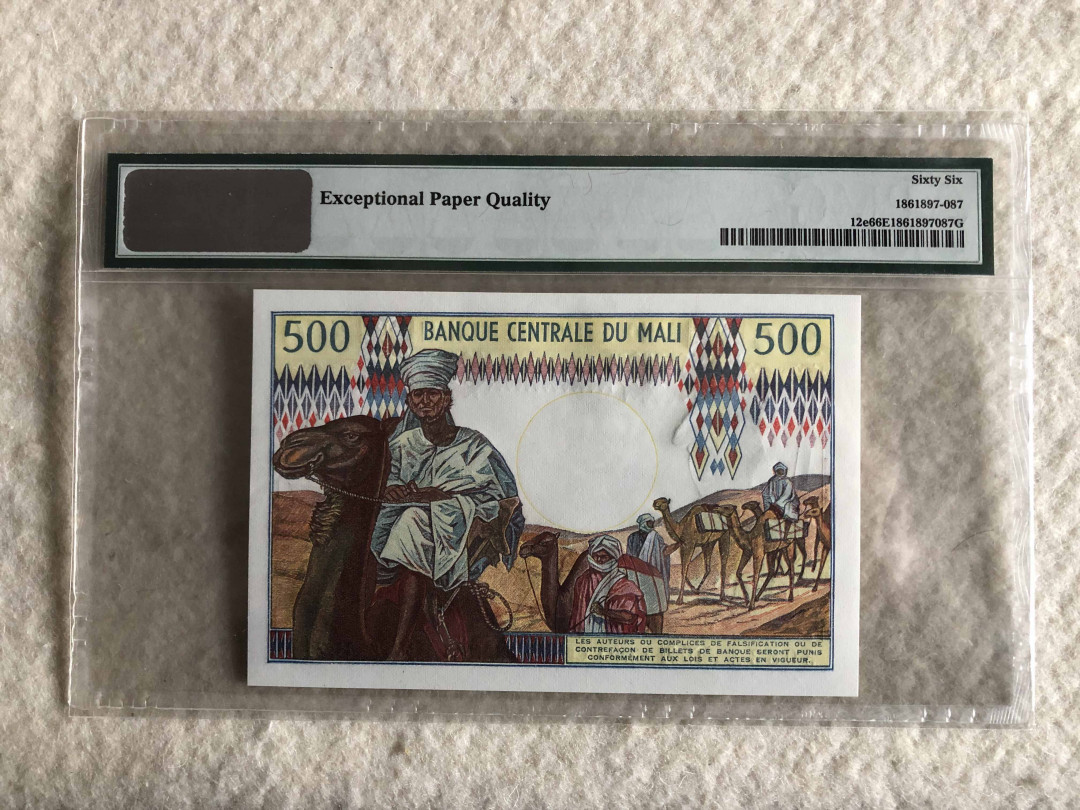 Exceptional Paper Quality
Sixty Six
1861897-087
12e66E1861897087G
500 BANQUE CENTRALE DU MALI 500
LES AUTEURS OU COMPLICES DE FALSIFICATION OU DE
CONTREFAÇON DE BILLETS DE BANQUE SERONT PUNIS
CONFORMÉMENT AUX LOIS ET ACTES EN VIGUEUR.